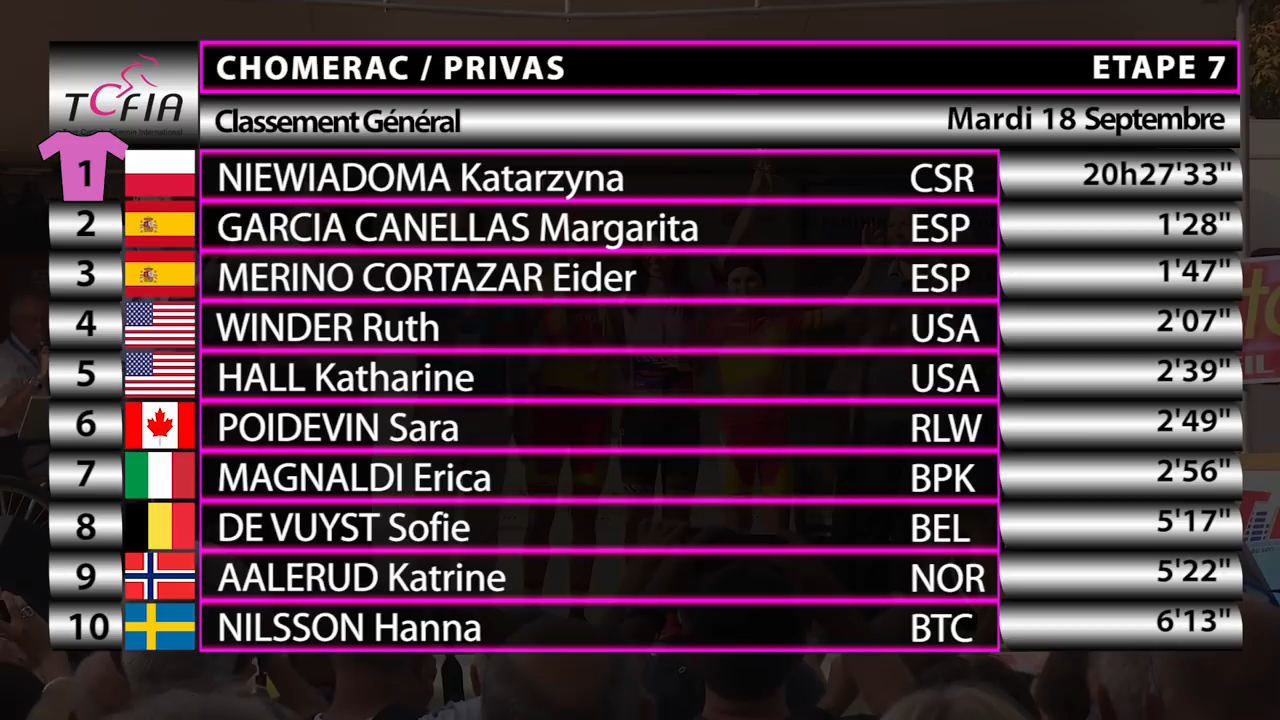 CHOMERAC / PRIVAS ETAPE 7
TCFIA
Classement Général Mardi 18 Septembre
1 NIEWIADOMA Katarzyna CSR 20h27'33"
2 GARCIA CANELLAS Margarita ESP 1'28"
3 MERINO CORTAZAR Eider ESP 1'47"
4 WINDER Ruth USA 2'07"
5 HALL Katharine USA 2'39"
6 POIDEVIN Sara RLW 2'49"
7 MAGNALDI Erica BPK 2'56"
8 DE VUYST Sofie BEL 5'17"
9 AALERUD Katrine NOR 5'22"
10 NILSSON Hanna BTC 6'13"